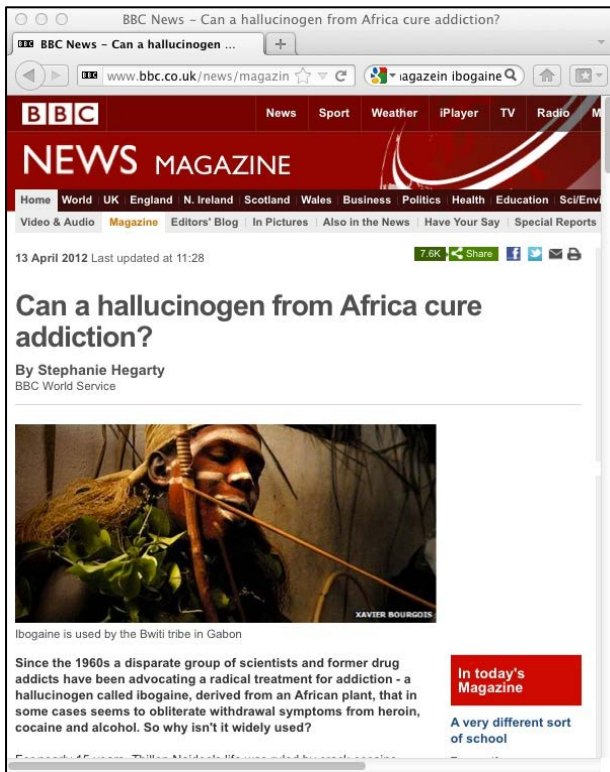 BBC News – Can a hallucinogen from Africa cure addiction?
BBC BBC News – Can a hallucinogen ... +
BBC www.bbc.co.uk/news/magazin agazein ibogaine
BBC News Sport Weather iPlayer TV Radio M
NEWS MAGAZINE
Home World UK England N. Ireland Scotland Wales Business Politics Health Education Sci/Envi
Video & Audio Magazine Editors' Blog In Pictures Also in the News Have Your Say Special Reports
13 April 2012 Last updated at 11:28 7.6K Share f
Can a hallucinogen from Africa cure
addiction?
By Stephanie Hegarty
BBC World Service
XAVIER BOURGOIS
Ibogaine is used by the Bwiti tribe in Gabon
Since the 1960s a disparate group of scientists and former drug
addicts have been advocating a radical treatment for addiction - a
hallucinogen called ibogaine, derived from an African plant, that in
some cases seems to obliterate withdrawal symptoms from heroin,
cocaine and alcohol. So why isn't it widely used?
In today's
Magazine
A very different sort
of school